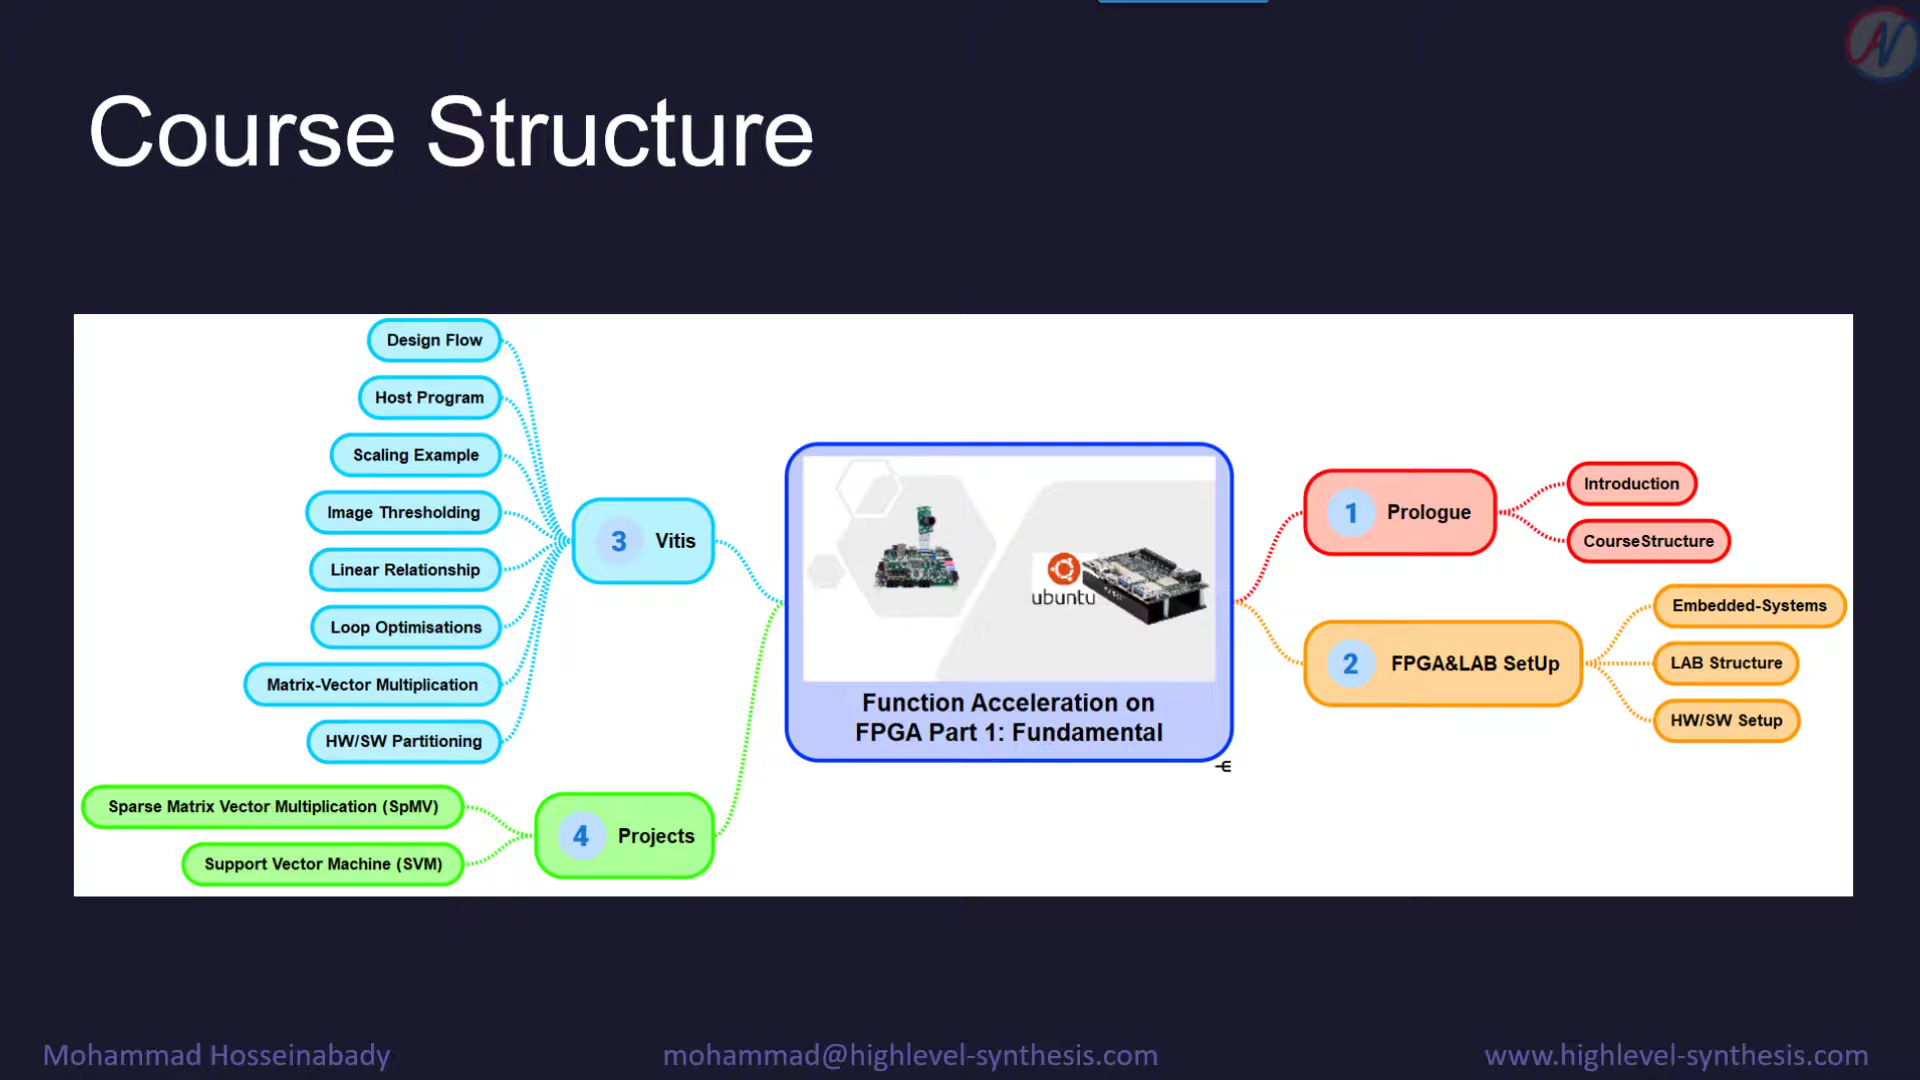 Course Structure
Design Flow
Host Program
Scaling Example
Image Thresholding
Linear Relationship
Loop Optimisations
Matrix-Vector Multiplication
HW/SW Partitioning
3 Vitis
Sparse Matrix Vector Multiplication (SpMV)
Support Vector Machine (SVM)
4 Projects
ubuntu
Function Acceleration on
FPGA Part 1: Fundamental
1 Prologue
Introduction
CourseStructure
2 FPGA&LAB SetUp
Embedded-Systems
LAB Structure
HW/SW Setup
Mohammad Hosseinabady
mohammad@highlevel-synthesis.com
www.highlevel-synthesis.com